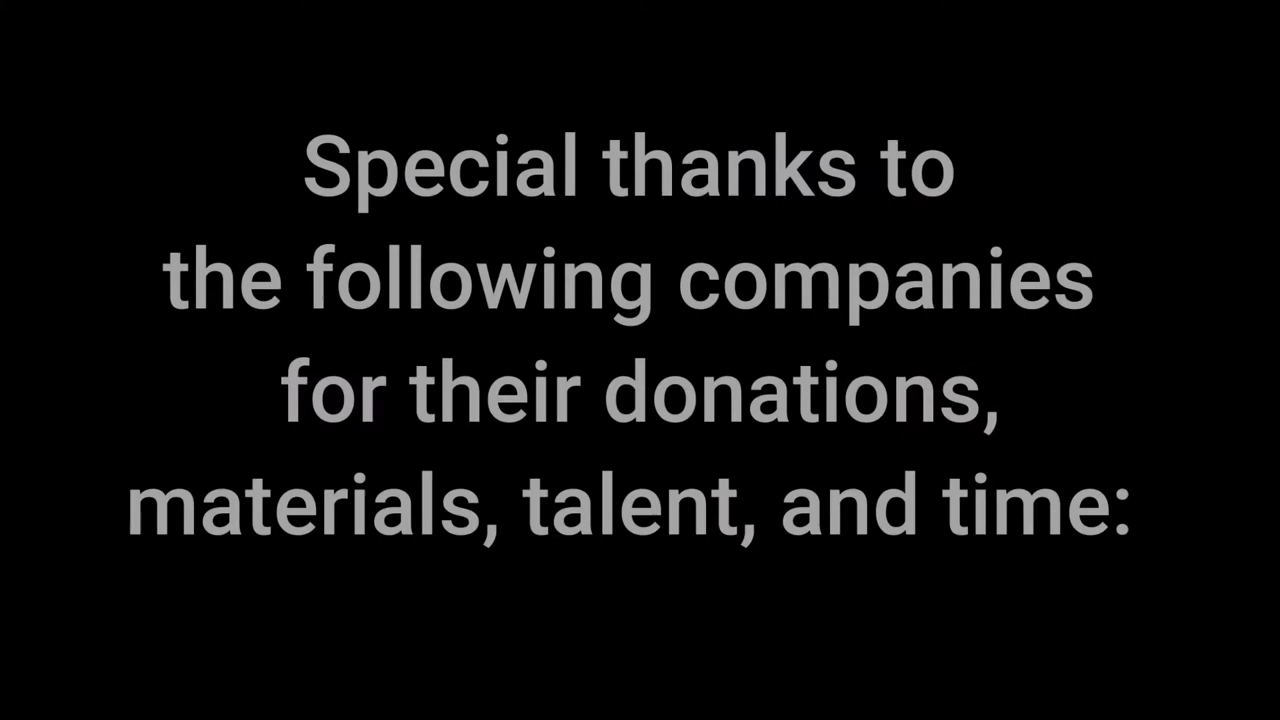 Special thanks to
the following companies
for their donations,
materials, talent, and time: